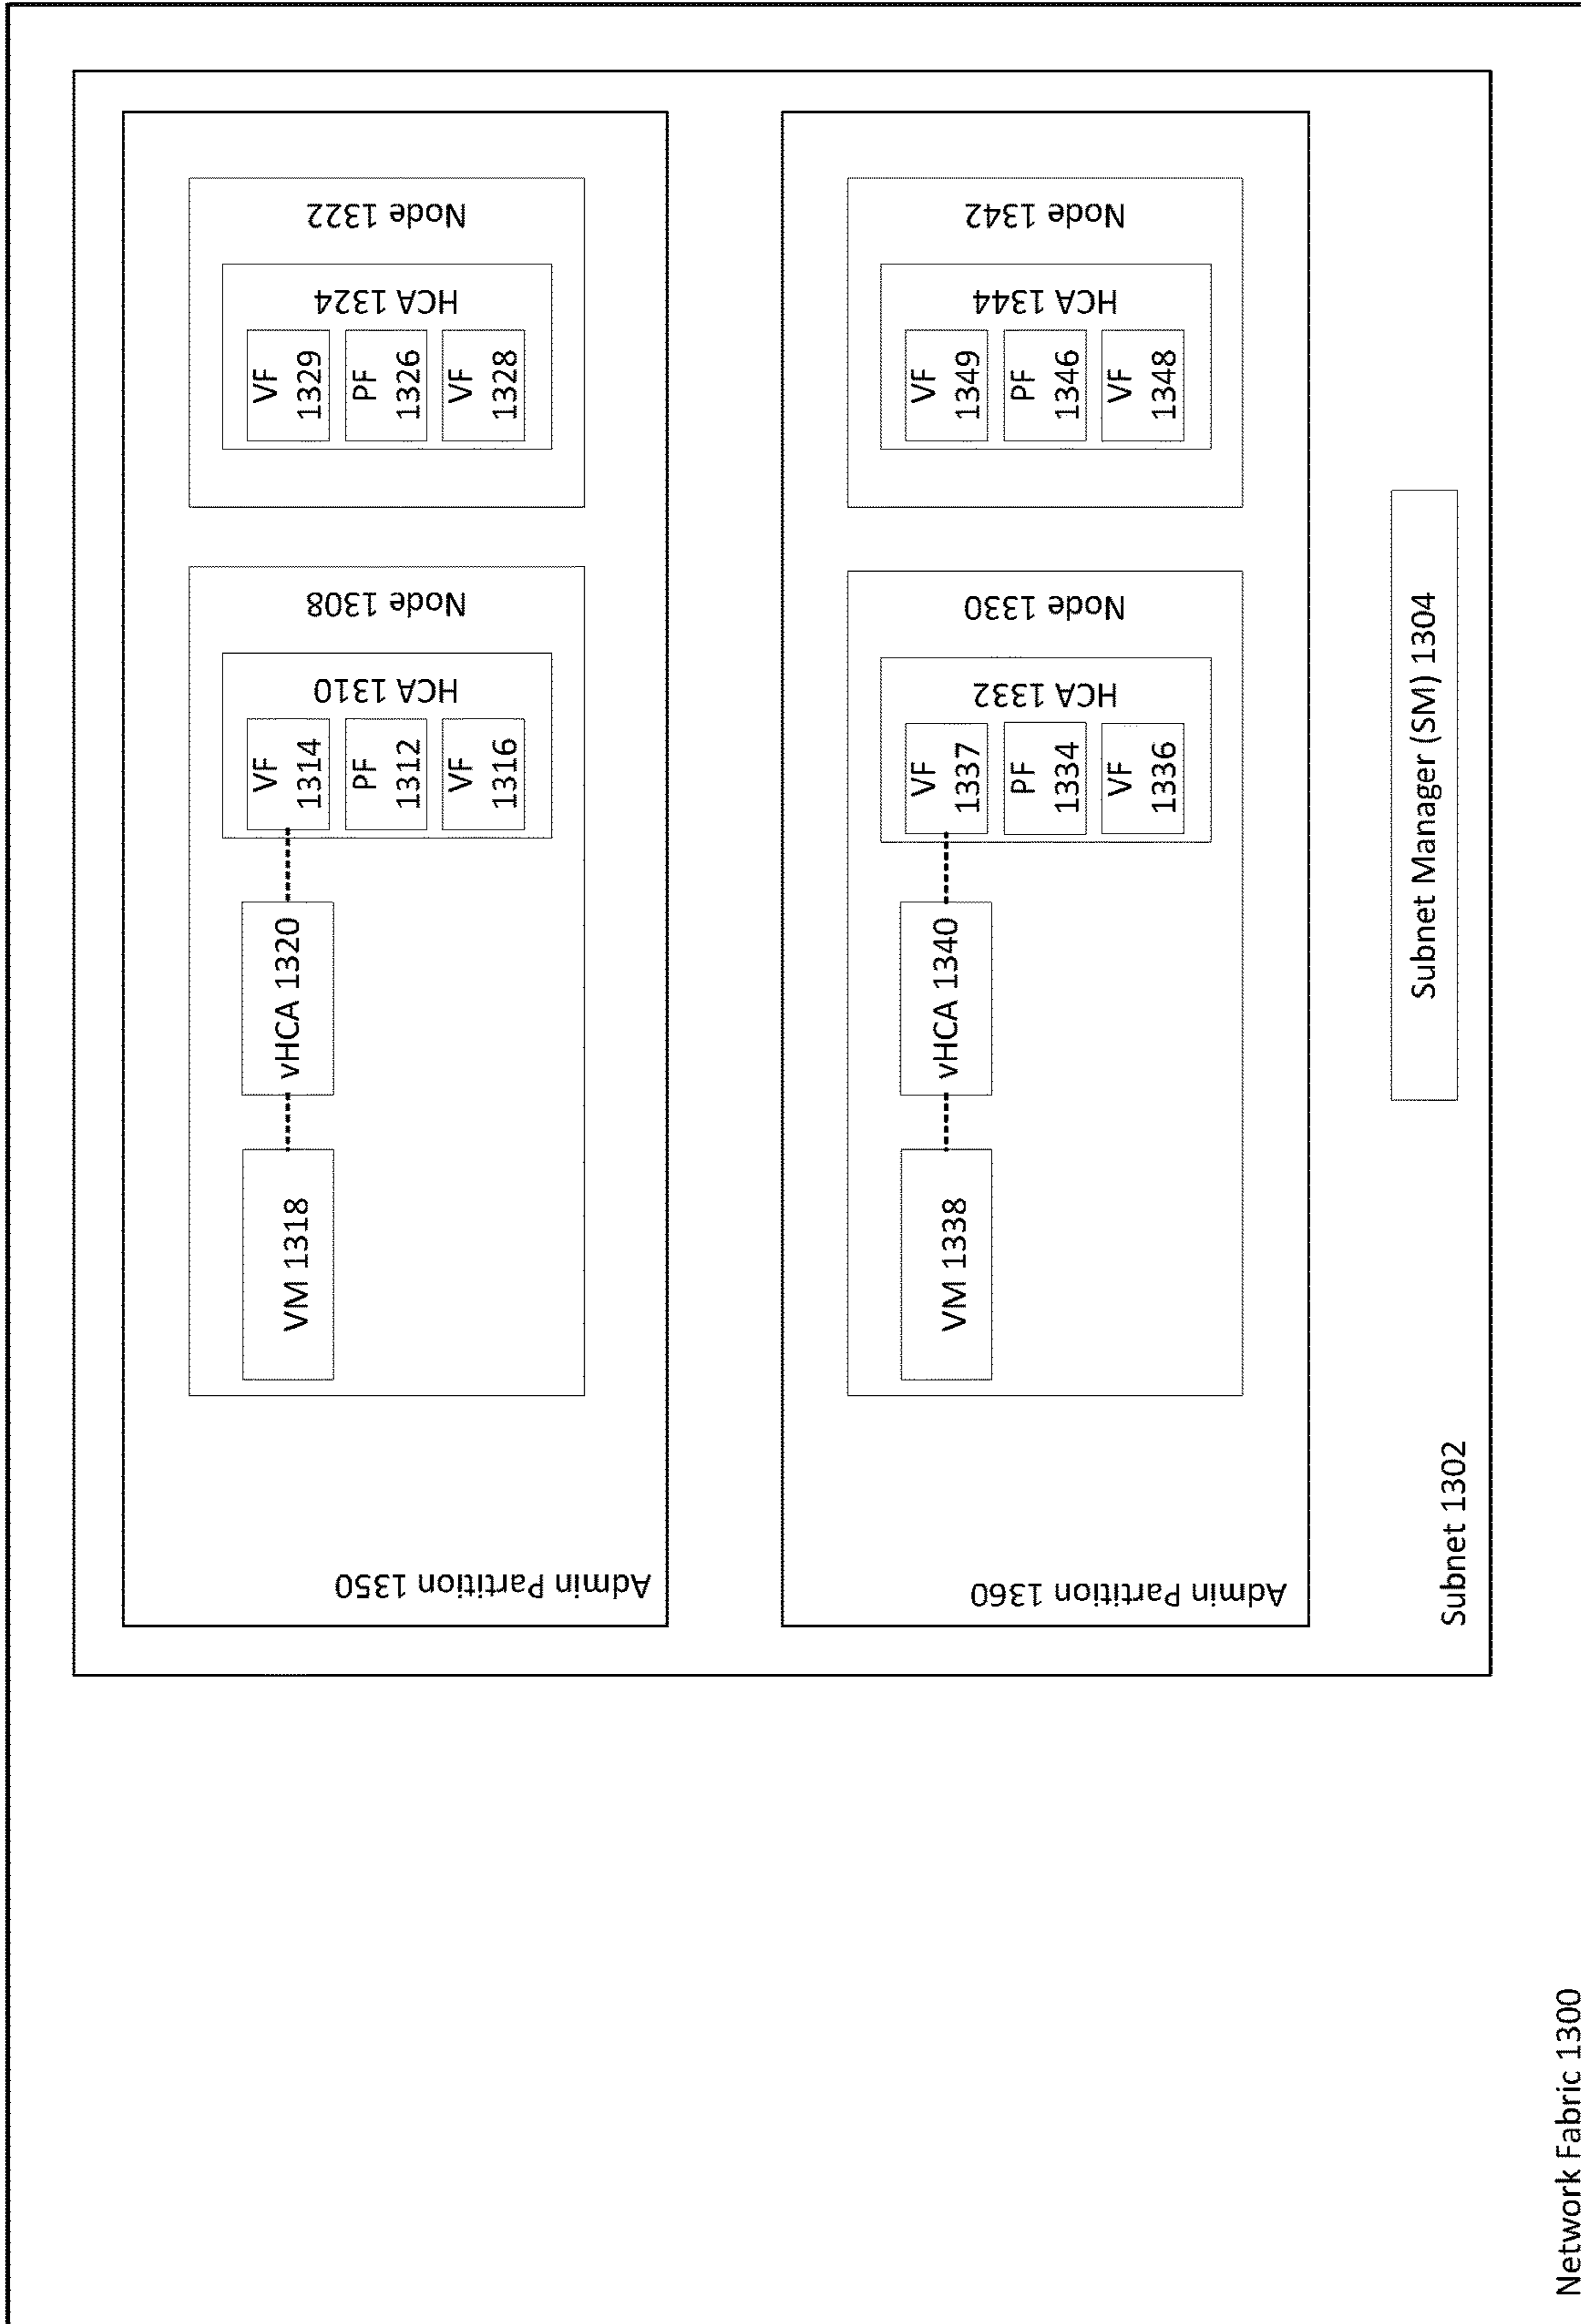 Admin Partition 1350
Node 1308
VM 1318
vHCA 1320
HCA 1310
VF
1314
PF
1312
VF
1316
Node 1322
HCA 1324
VF
1329
PF
1326
VF
1328
Admin Partition 1360
Node 1330
VM 1338
vHCA 1340
HCA 1332
VF
1337
PF
1334
VF
1336
Node 1342
HCA 1344
VF
1349
PF
1346
VF
1348
Subnet Manager (SM) 1304
Subnet 1302
Network Fabric 1300